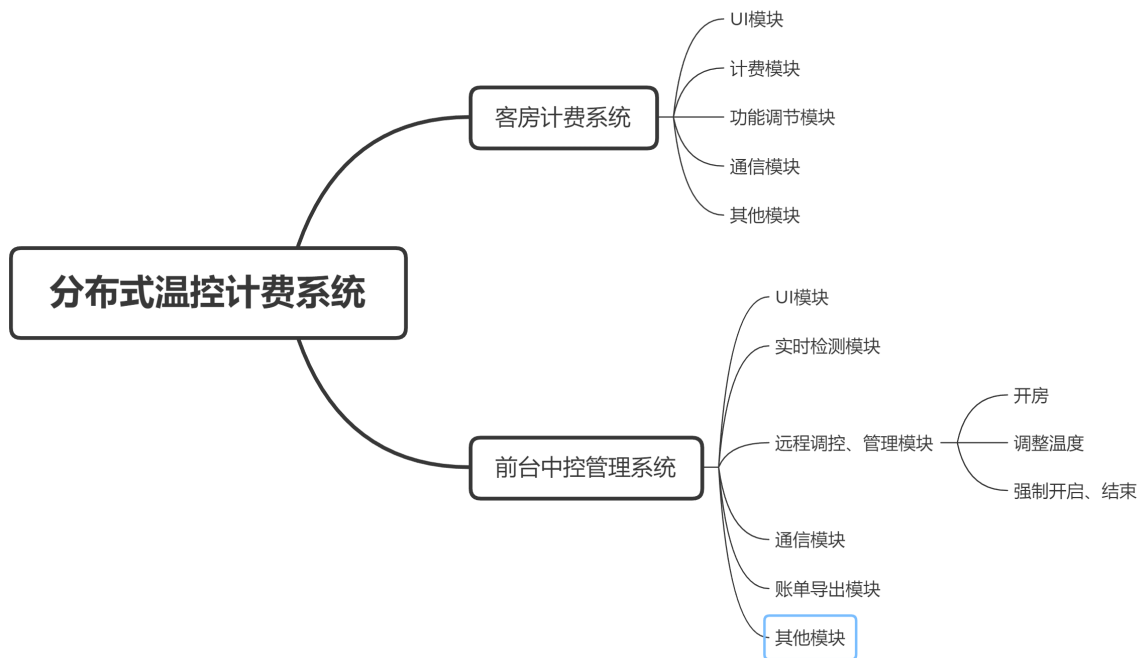 分布式温控计费系统
客房计费系统
UI模块
计费模块
功能调节模块
通信模块
其他模块
前台中控管理系统
UI模块
实时检测模块
远程调控、管理模块
开房
调整温度
强制开启、结束
通信模块
账单导出模块
其他模块